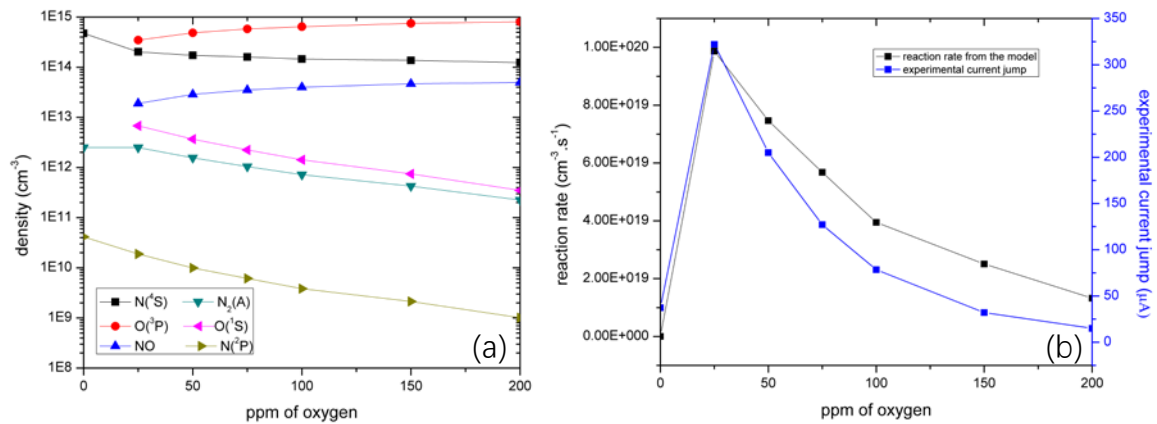 1E15
1E14
1E13
1E12
1E11
1E10
1E9
1E8
density (cm⁻³)
N(⁴S)
N₂(A)
O(³P)
O(¹S)
NO
N(²P)
(a)
0
50
100
150
200
ppm of oxygen
1.00E+020
8.00E+019
6.00E+019
4.00E+019
2.00E+019
0.00E+000
reaction rate (cm⁻³.s⁻¹)
reaction rate from the model
experimental current jump
350
300
250
200
150
100
50
0
experimental current jump (µA)
(b)
0
50
100
150
200
ppm of oxygen